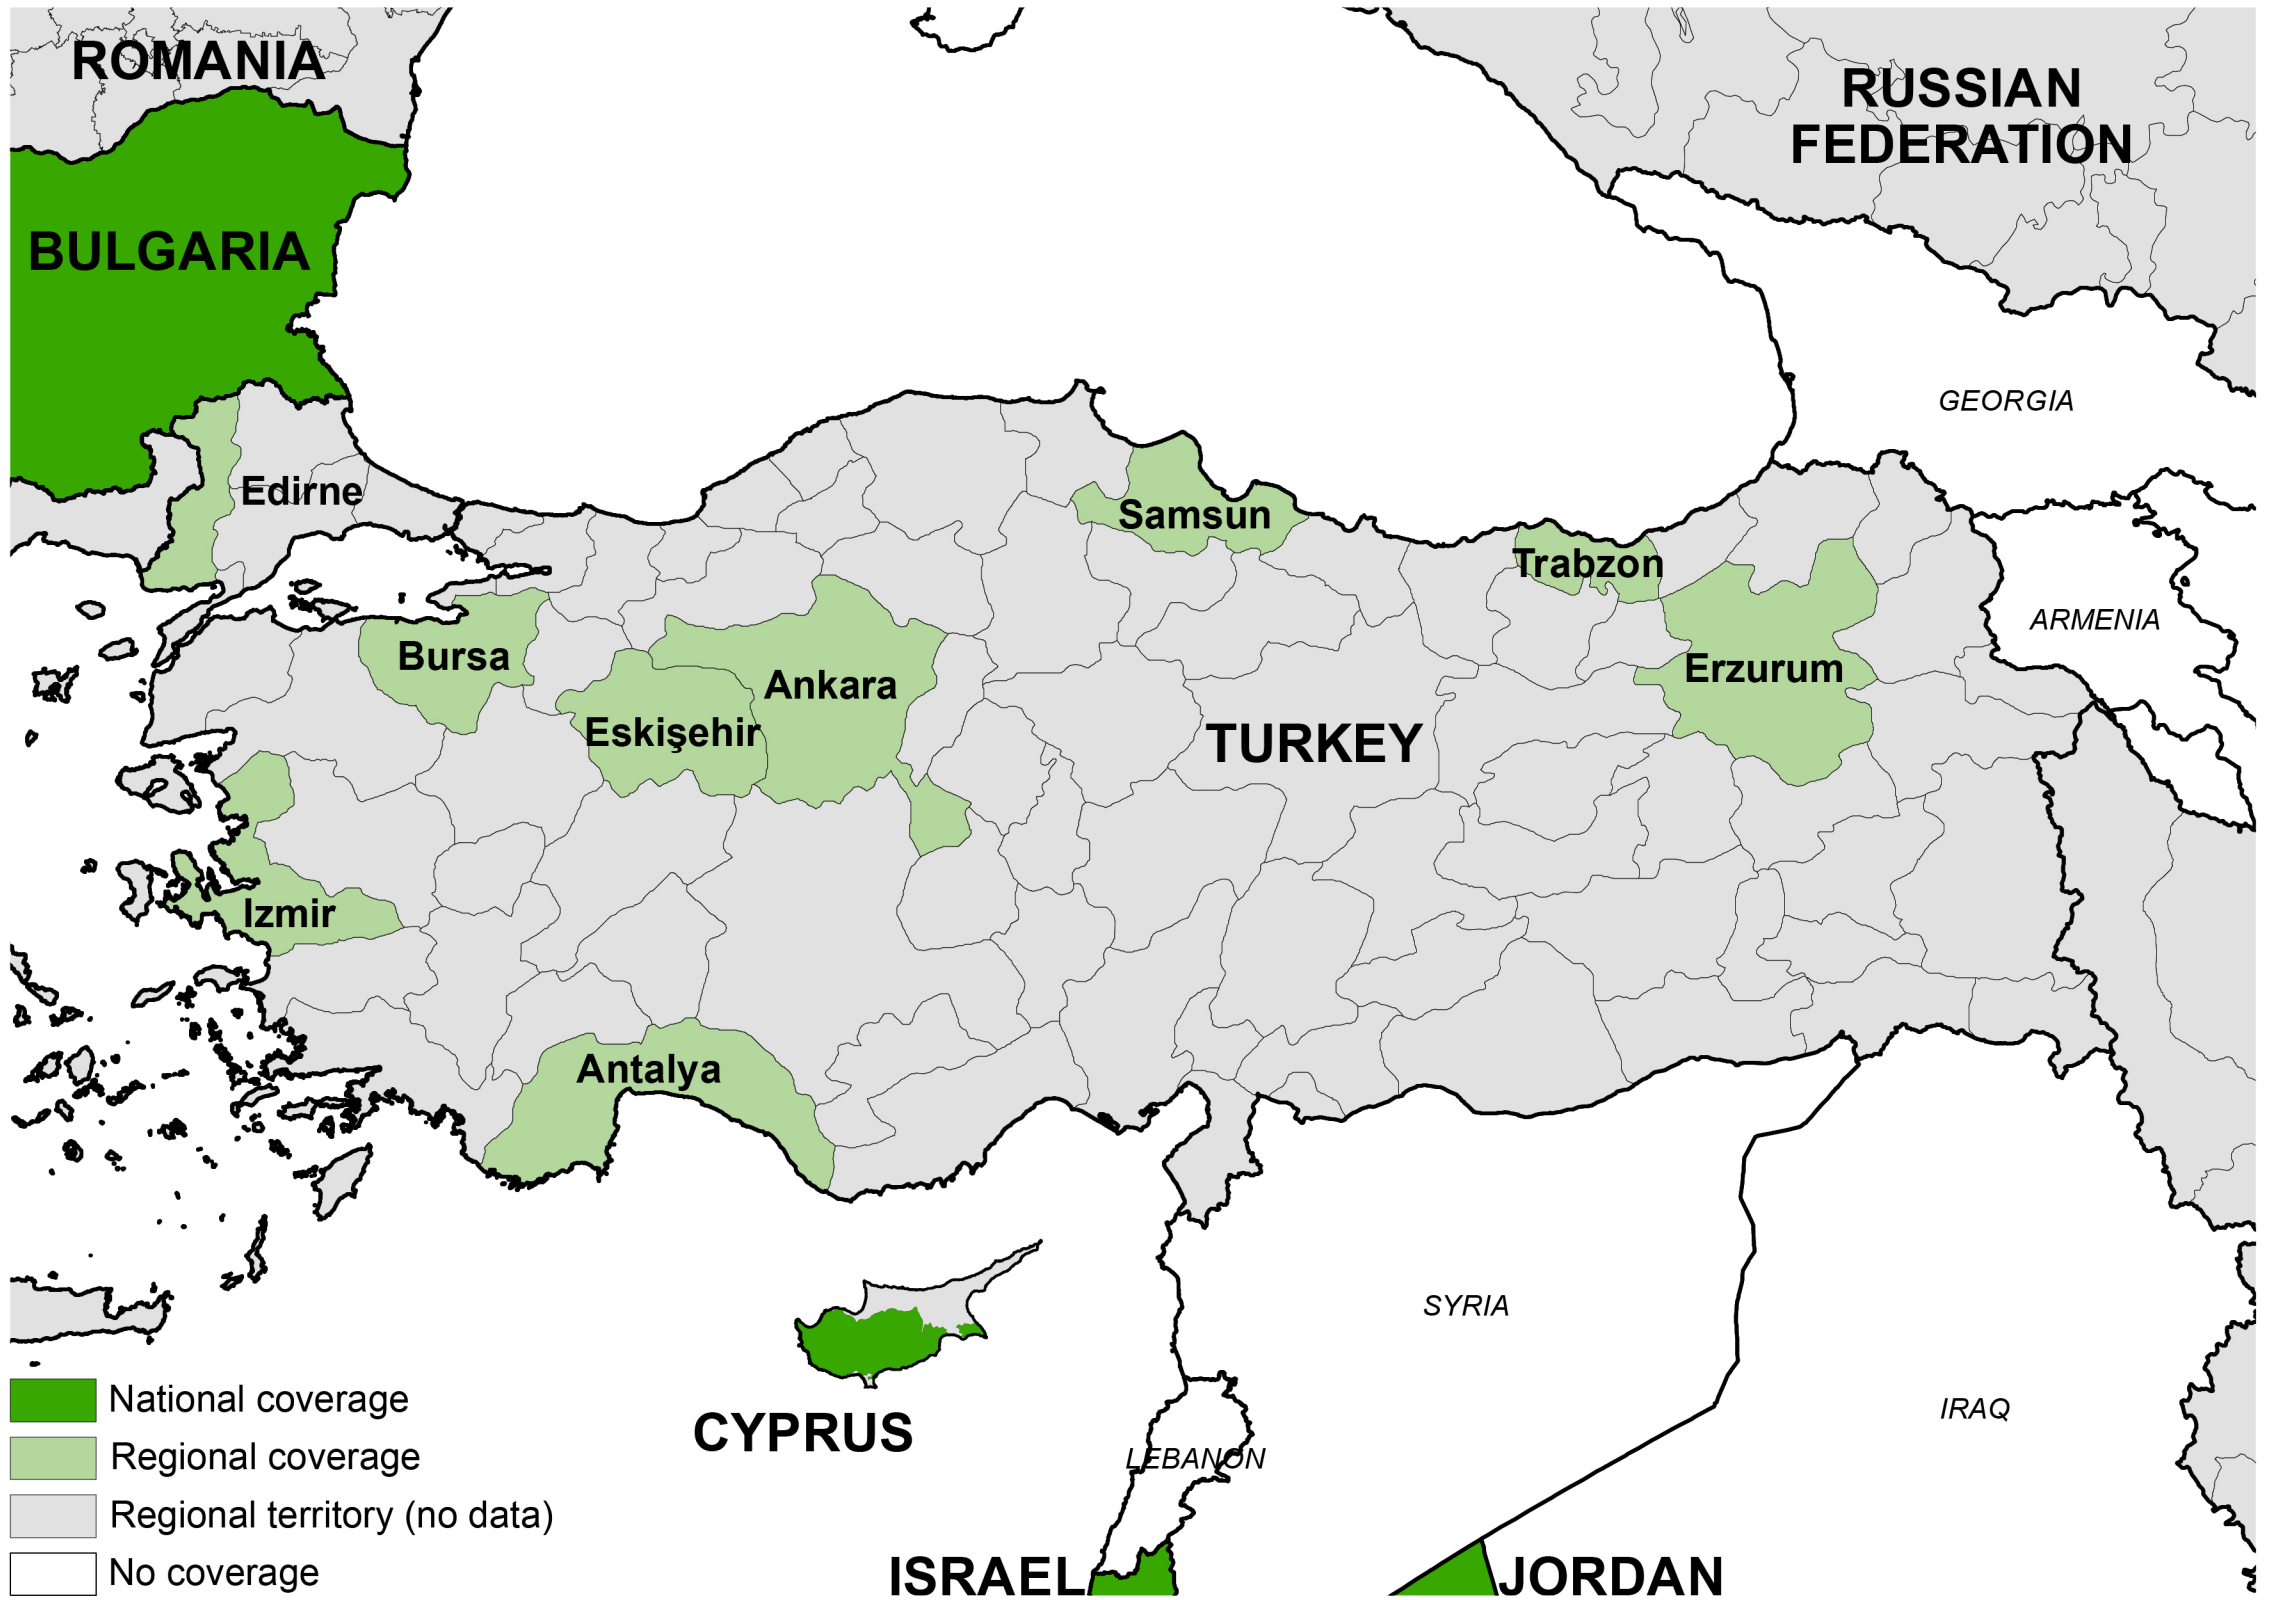 ROMANIA
RUSSIAN
FEDERATION
BULGARIA
GEORGIA
Edirne
Samsun
Trabzon
ARMENIA
Bursa
Ankara
Erzurum
Eskişehir
TURKEY
Izmir
Antalya
SYRIA
National coverage
CYPRUS
IRAQ
Regional coverage
LEBANON
Regional territory (no data)
No coverage
ISRAEL
JORDAN